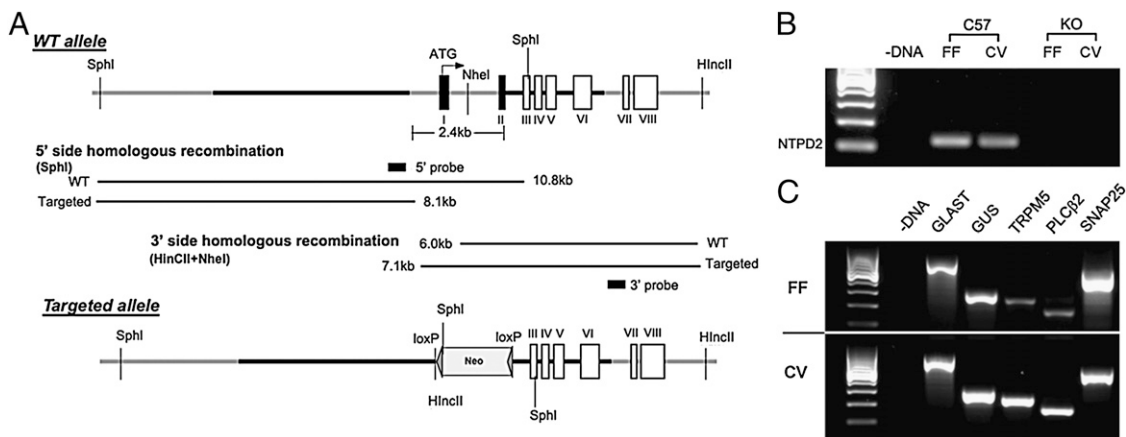 A
WT allele
SphI
ATG
NheI
SphI
HIncII
I
II
III IV V
VI
VII VIII
2.4kb
5' side homologous recombination
(SphI)
5' probe
WT
10.8kb
Targeted
8.1kb
3' side homologous recombination
(HinCII+NheI)
6.0kb
WT
7.1kb
Targeted
3' probe
Targeted allele
SphI
SphI
loxP
loxP
III IV V
VI
VII VIII
HIncII
Neo
HIncII
SphI
B
C57
KO
-DNA
FF
CV
FF
CV
NTPD2
C
-DNA
GLAST
GUS
TRPM5
PLCβ2
SNAP25
FF
CV